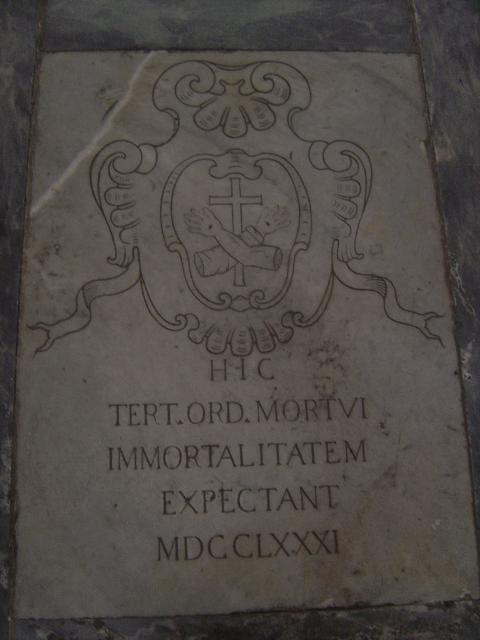 HIC
TERT. ORD. MORTVI
IMMORTALITATEM
EXPECTANT
MDCCLXXXI